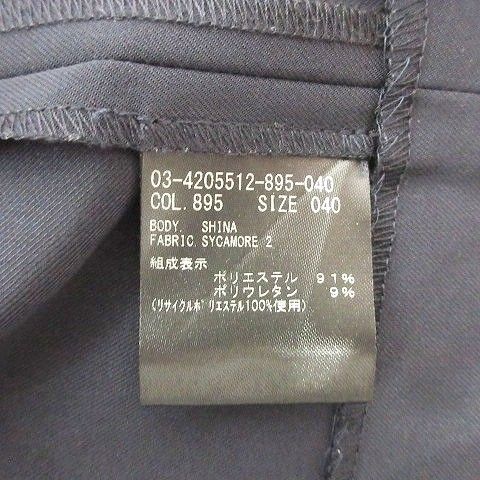 03-4205512-895-040
COL. 895 SIZE 040
BODY. SHINA
FABRIC SYCAMORE 2
組成表示
ポリエステル 91%
ポリウレタン 9%
(リサイクルポリエステル100%使用)